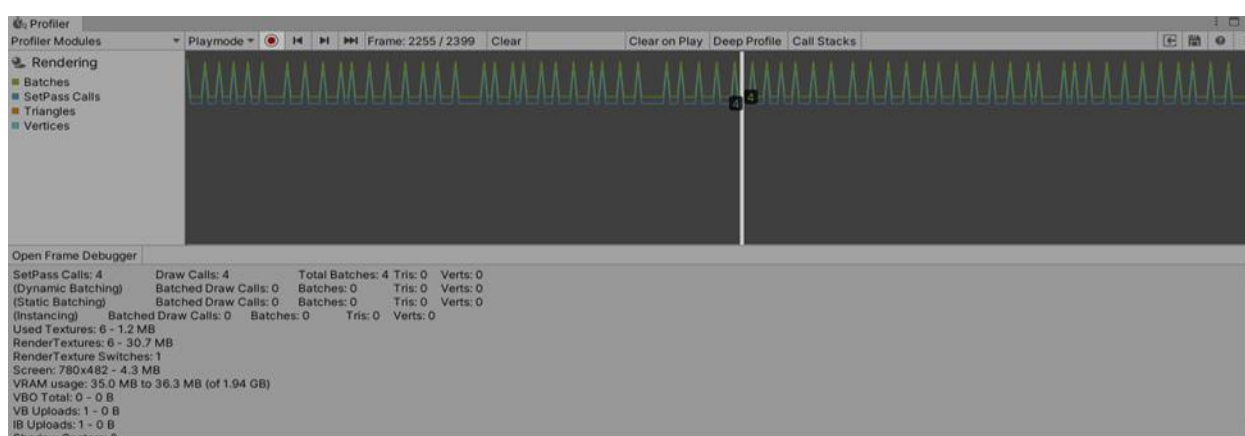 Profiler
Profiler Modules Playmode Frame: 2255 / 2399 Clear Clear on Play Deep Profile Call Stacks
Rendering
Batches
SetPass Calls
Triangles
Vertices
4 4
Open Frame Debugger
SetPass Calls: 4 Draw Calls: 4 Total Batches: 4 Tris: 0 Verts: 0
(Dynamic Batching) Batched Draw Calls: 0 Batches: 0 Tris: 0 Verts: 0
(Static Batching) Batched Draw Calls: 0 Batches: 0 Tris: 0 Verts: 0
(Instancing) Batched Draw Calls: 0 Batches: 0 Tris: 0 Verts: 0
Used Textures: 6 - 1.2 MB
RenderTextures: 6 - 30.7 MB
RenderTexture Switches: 1
Screen: 780x482 - 4.3 MB
VRAM usage: 35.0 MB to 36.3 MB (of 1.94 GB)
VBO Total: 0 - 0 B
VB Uploads: 1 - 0 B
IB Uploads: 1 - 0 B